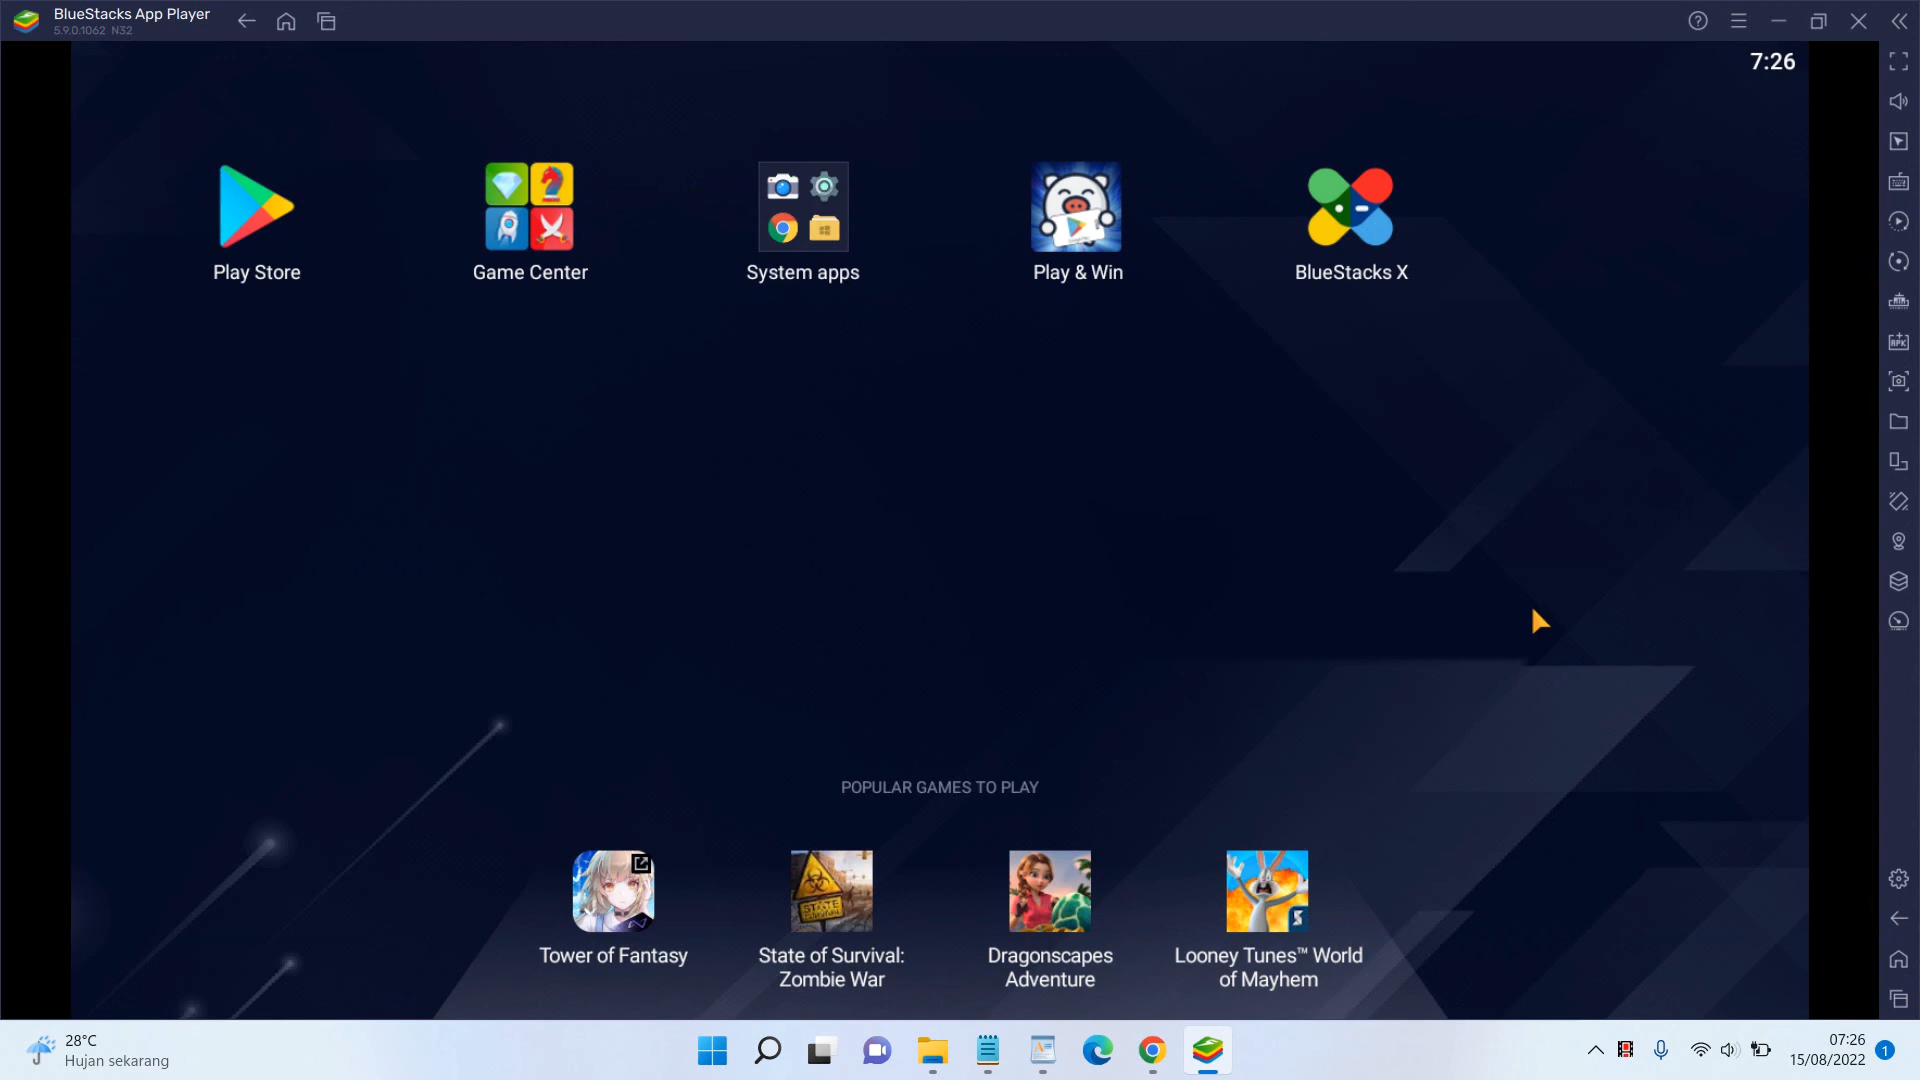 BlueStacks App Player
5.9.0.1062 N32
7:26
Play Store
Game Center
System apps
Play & Win
BlueStacks X
POPULAR GAMES TO PLAY
Tower of Fantasy
State of Survival:
Zombie War
Dragonscapes
Adventure
Looney Tunes™ World
of Mayhem
28°C
Hujan sekarang
07:26
15/08/2022
1